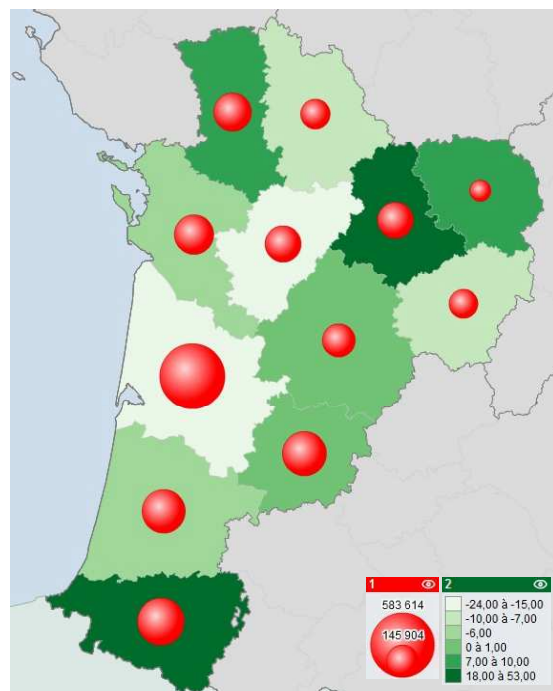 1
583 614
145 904
2
-24,00 à -15,00
-10,00 à -7,00
-6,00
0 à 1,00
7,00 à 10,00
18,00 à 53,00